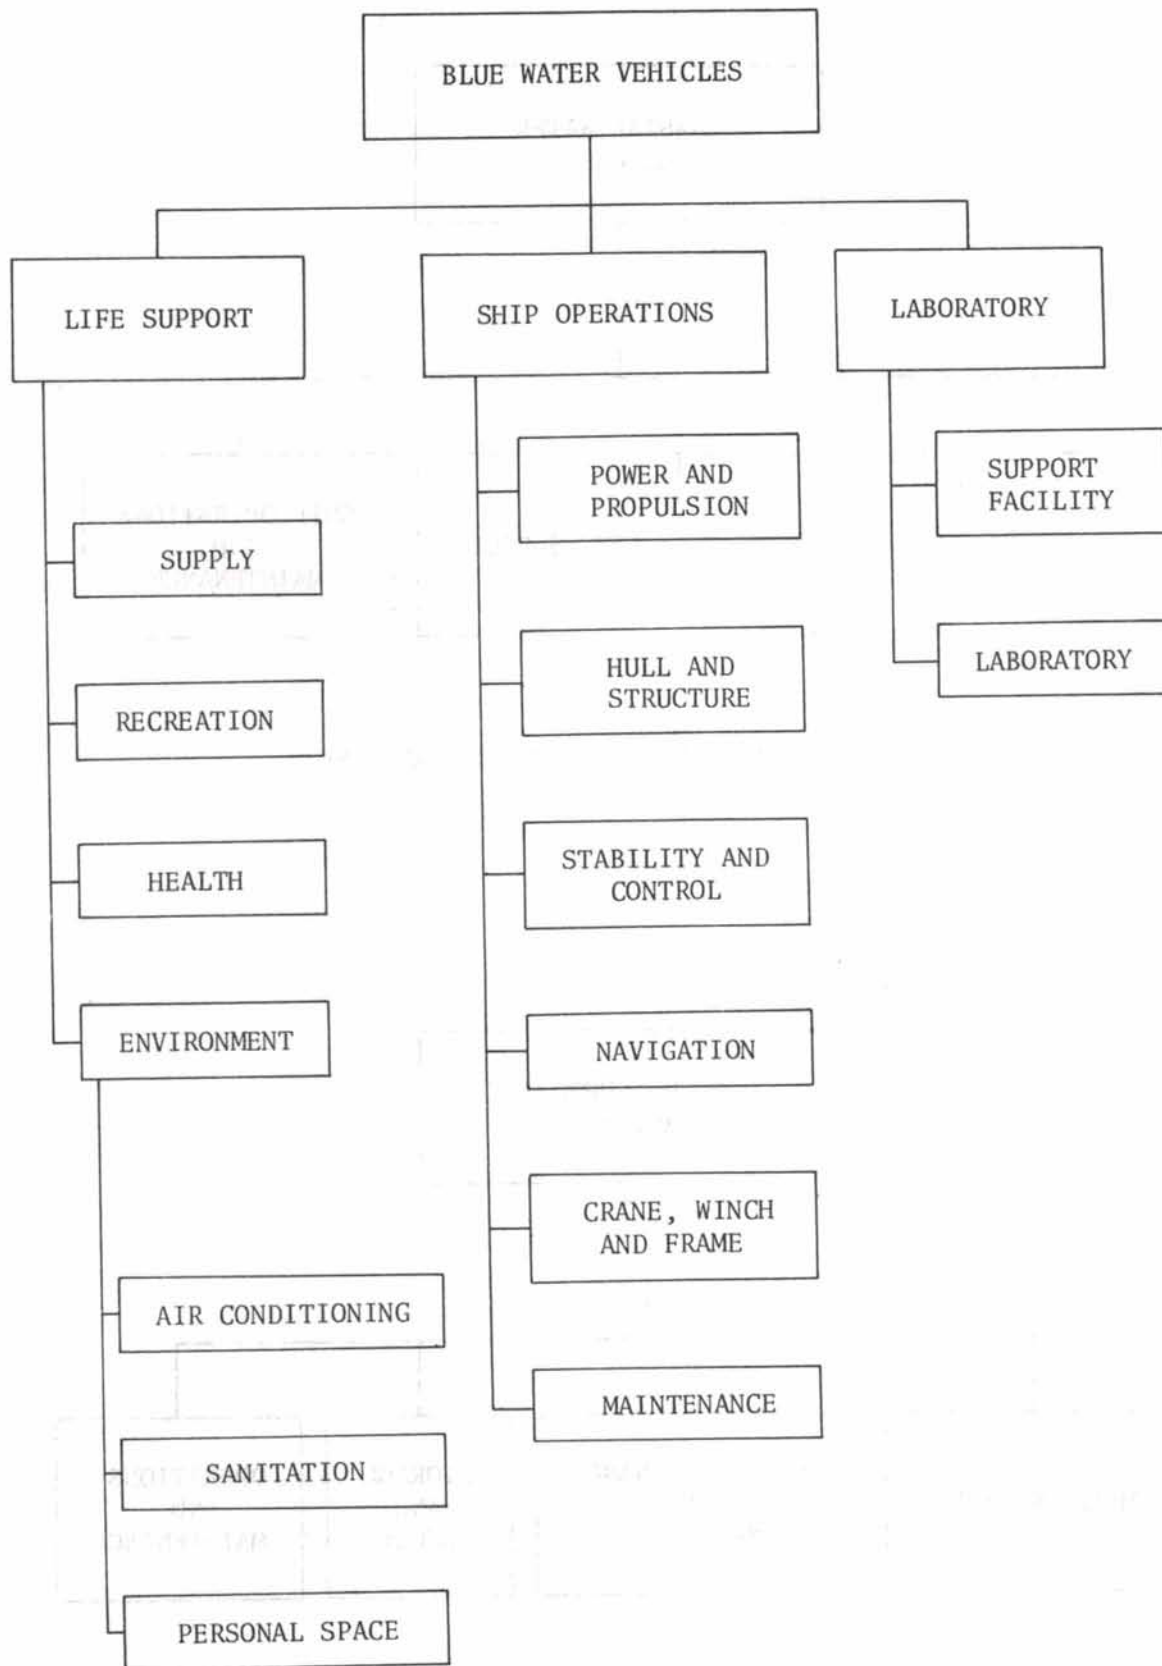 BLUE WATER VEHICLES
LIFE SUPPORT
SUPPLY
RECREATION
HEALTH
ENVIRONMENT
AIR CONDITIONING
SANITATION
PERSONAL SPACE
SHIP OPERATIONS
POWER AND
PROPULSION
HULL AND
STRUCTURE
STABILITY AND
CONTROL
NAVIGATION
CRANE, WINCH
AND FRAME
MAINTENANCE
LABORATORY
SUPPORT
FACILITY
LABORATORY